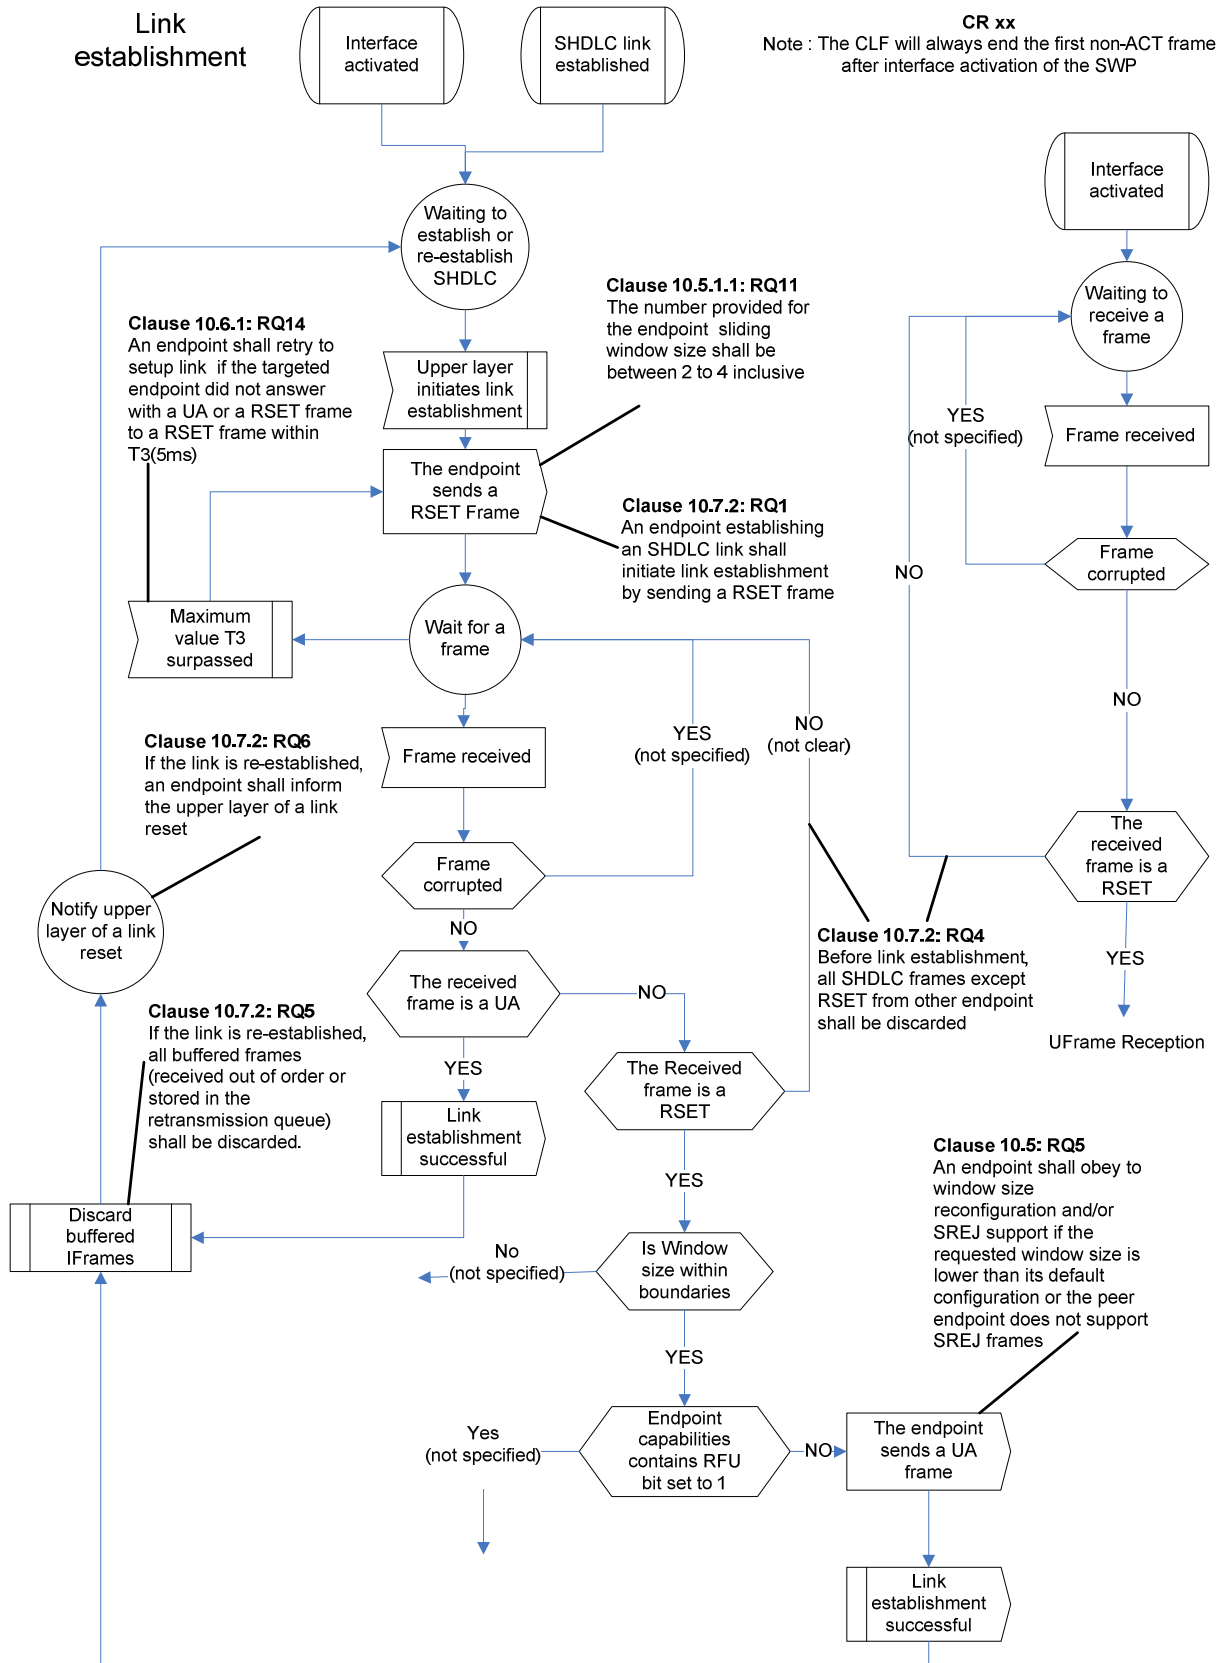 Link
establishment
Interface
activated
SHDLC link
established
CR xx
Note : The CLF will always end the first non-ACT frame
after interface activation of the SWP
Interface
activated
Waiting to
establish or
re-establish
SHDLC
Waiting to
receive a
frame
Clause 10.5.1.1: RQ11
The number provided for
the endpoint  sliding
window size shall be
between 2 to 4 inclusive
Clause 10.6.1: RQ14
An endpoint shall retry to
setup link  if the targeted
endpoint did not answer
with a UA or a RSET frame
to a RSET frame within
T3(5ms)
Upper layer
initiates link
establishment
YES
(not specified)
Frame received
The endpoint
sends a
RSET Frame
Clause 10.7.2: RQ1
An endpoint establishing
an SHDLC link shall
initiate link establishment
by sending a RSET frame
Frame
corrupted
NO
Maximum
value T3
surpassed
Wait for a
frame
NO
YES
(not specified)
NO
(not clear)
Clause 10.7.2: RQ6
If the link is re-established,
an endpoint shall inform
the upper layer of a link
reset
Frame received
The
received
frame is a
RSET
Frame
corrupted
Notify upper
layer of a link
reset
NO
Clause 10.7.2: RQ4
Before link establishment,
all SHDLC frames except
RSET from other endpoint
shall be discarded
YES
The received
frame is a UA
NO
UFrame Reception
Clause 10.7.2: RQ5
If the link is re-established,
all buffered frames
(received out of order or
stored in the
retransmission queue)
shall be discarded.
YES
The Received
frame is a
RSET
Link
establishment
successful
YES
Clause 10.5: RQ5
An endpoint shall obey to
window size
reconfiguration and/or
SREJ support if the
requested window size is
lower than its default
configuration or the peer
endpoint does not support
SREJ frames
Discard
buffered
IFrames
No
(not specified)
Is Window
size within
boundaries
YES
Yes
(not specified)
Endpoint
capabilities
contains RFU
bit set to 1
NO
The endpoint
sends a UA
frame
Link
establishment
successful